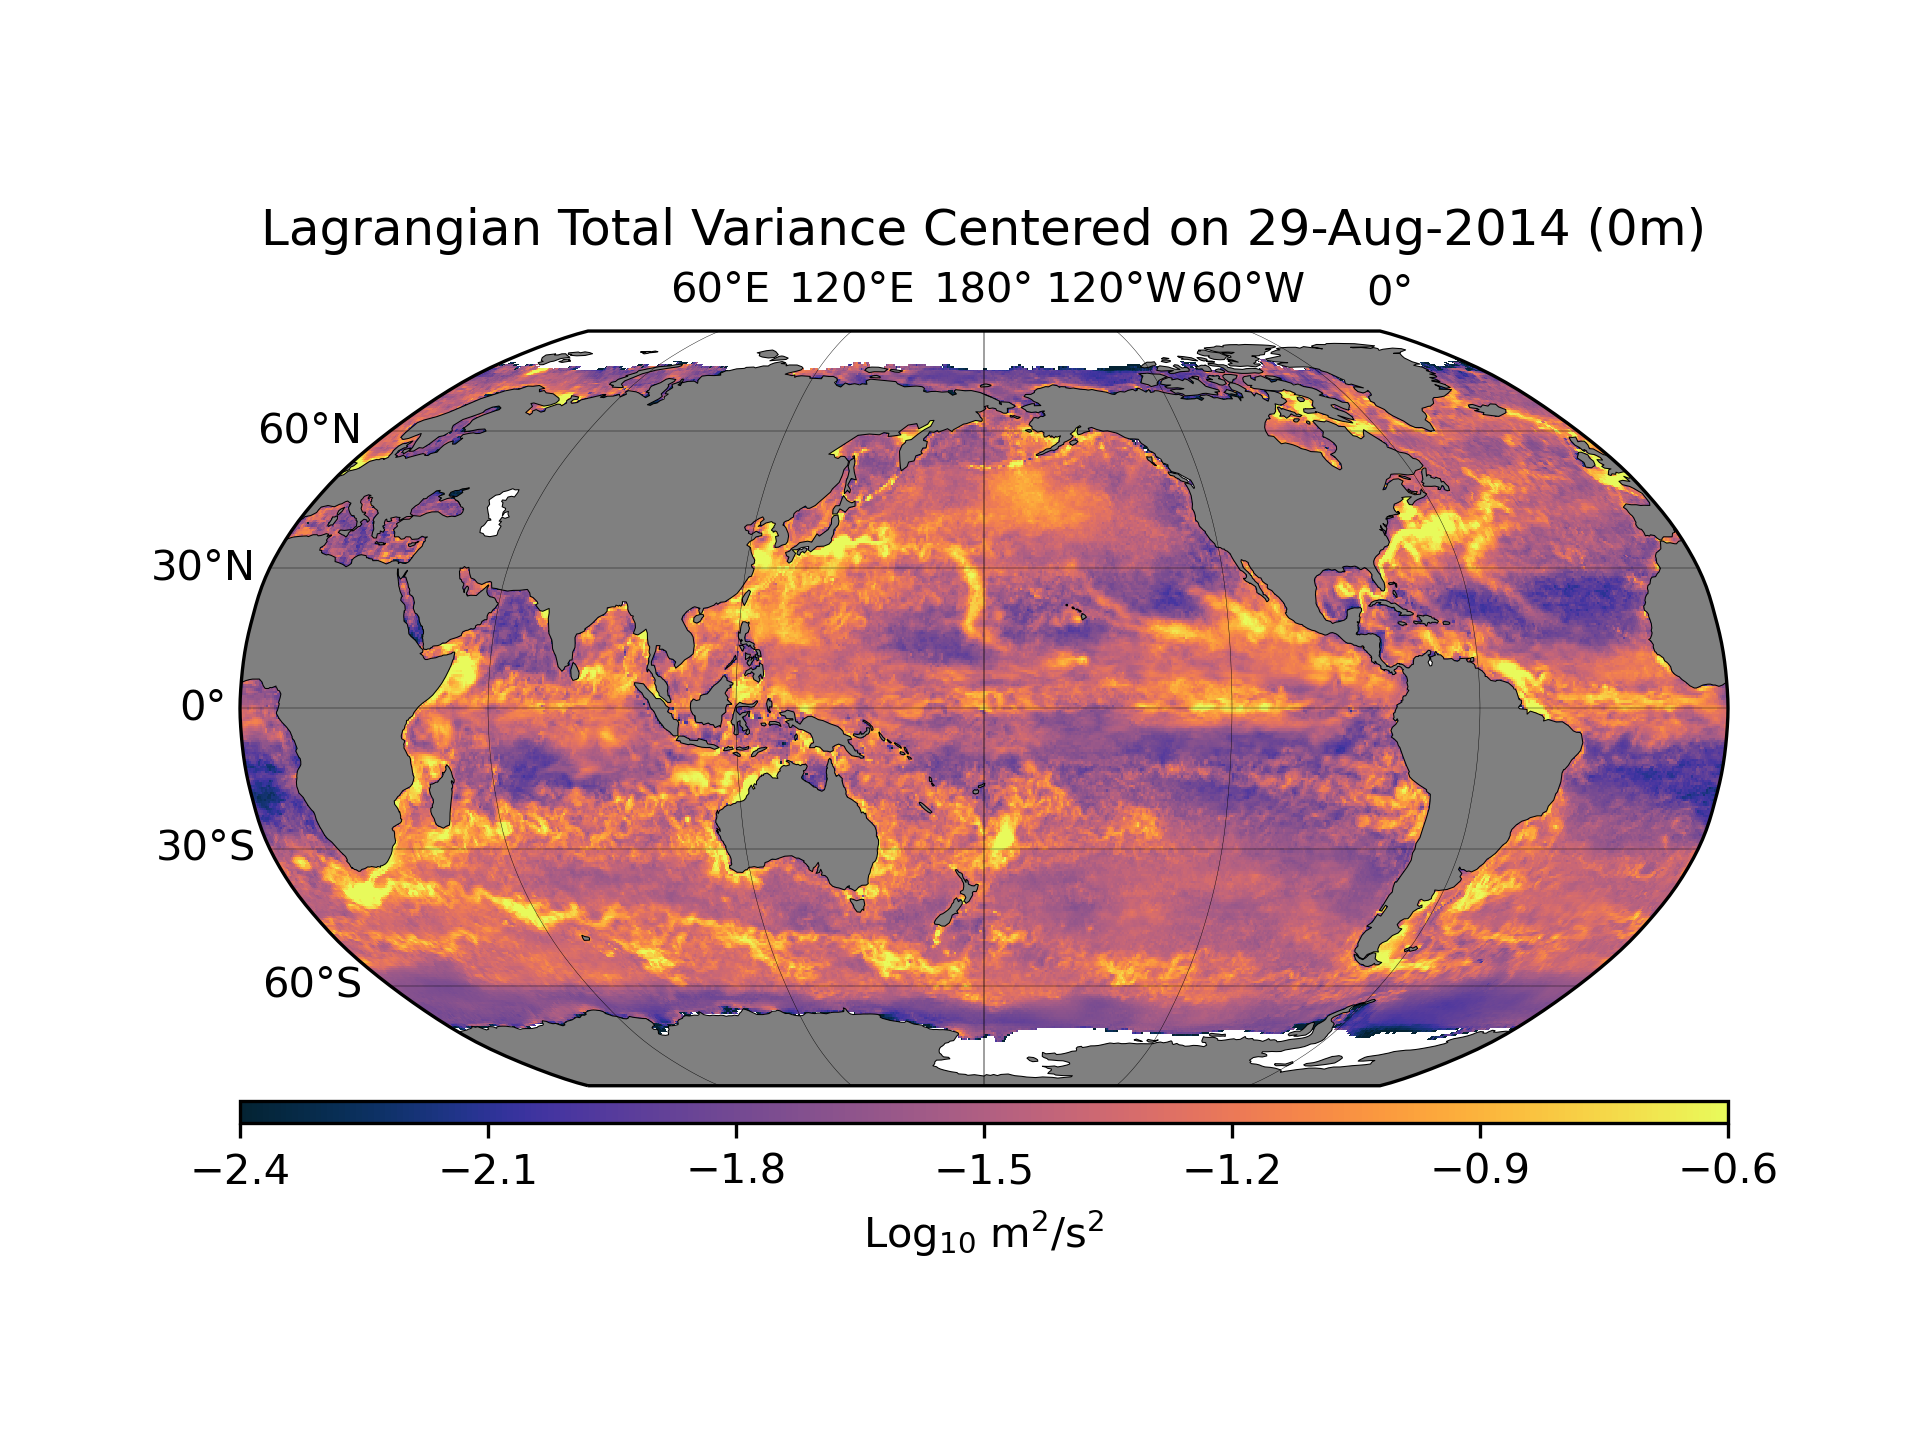 Lagrangian Total Variance Centered on 29-Aug-2014 (0m)
60°E 120°E 180° 120°W 60°W 0°
60°N
30°N
0°
30°S
60°S
−2.4 −2.1 −1.8 −1.5 −1.2 −0.9 −0.6
Log₁₀ m²/s²